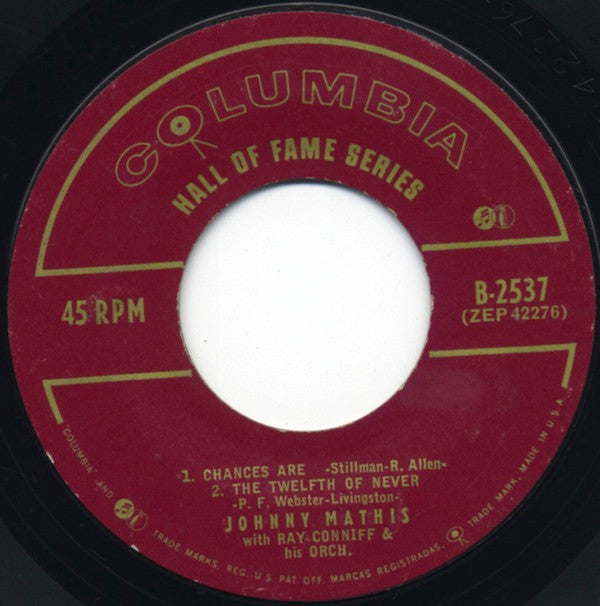 COLUMBIA
HALL OF FAME SERIES
45 RPM
B-2537
(ZEP 42276)
1. CHANCES ARE -Stillman-R. Allen-
2. THE TWELFTH OF NEVER
-P. F. Webster-Livingston-
JOHNNY MATHIS
with RAY CONNIFF &
his ORCH.
"COLUMBIA" AND TRADE MARKS, REG. U.S. PAT. OFF. MARCAS REGISTRADAS. TRADE MARK. MADE IN U.S.A.